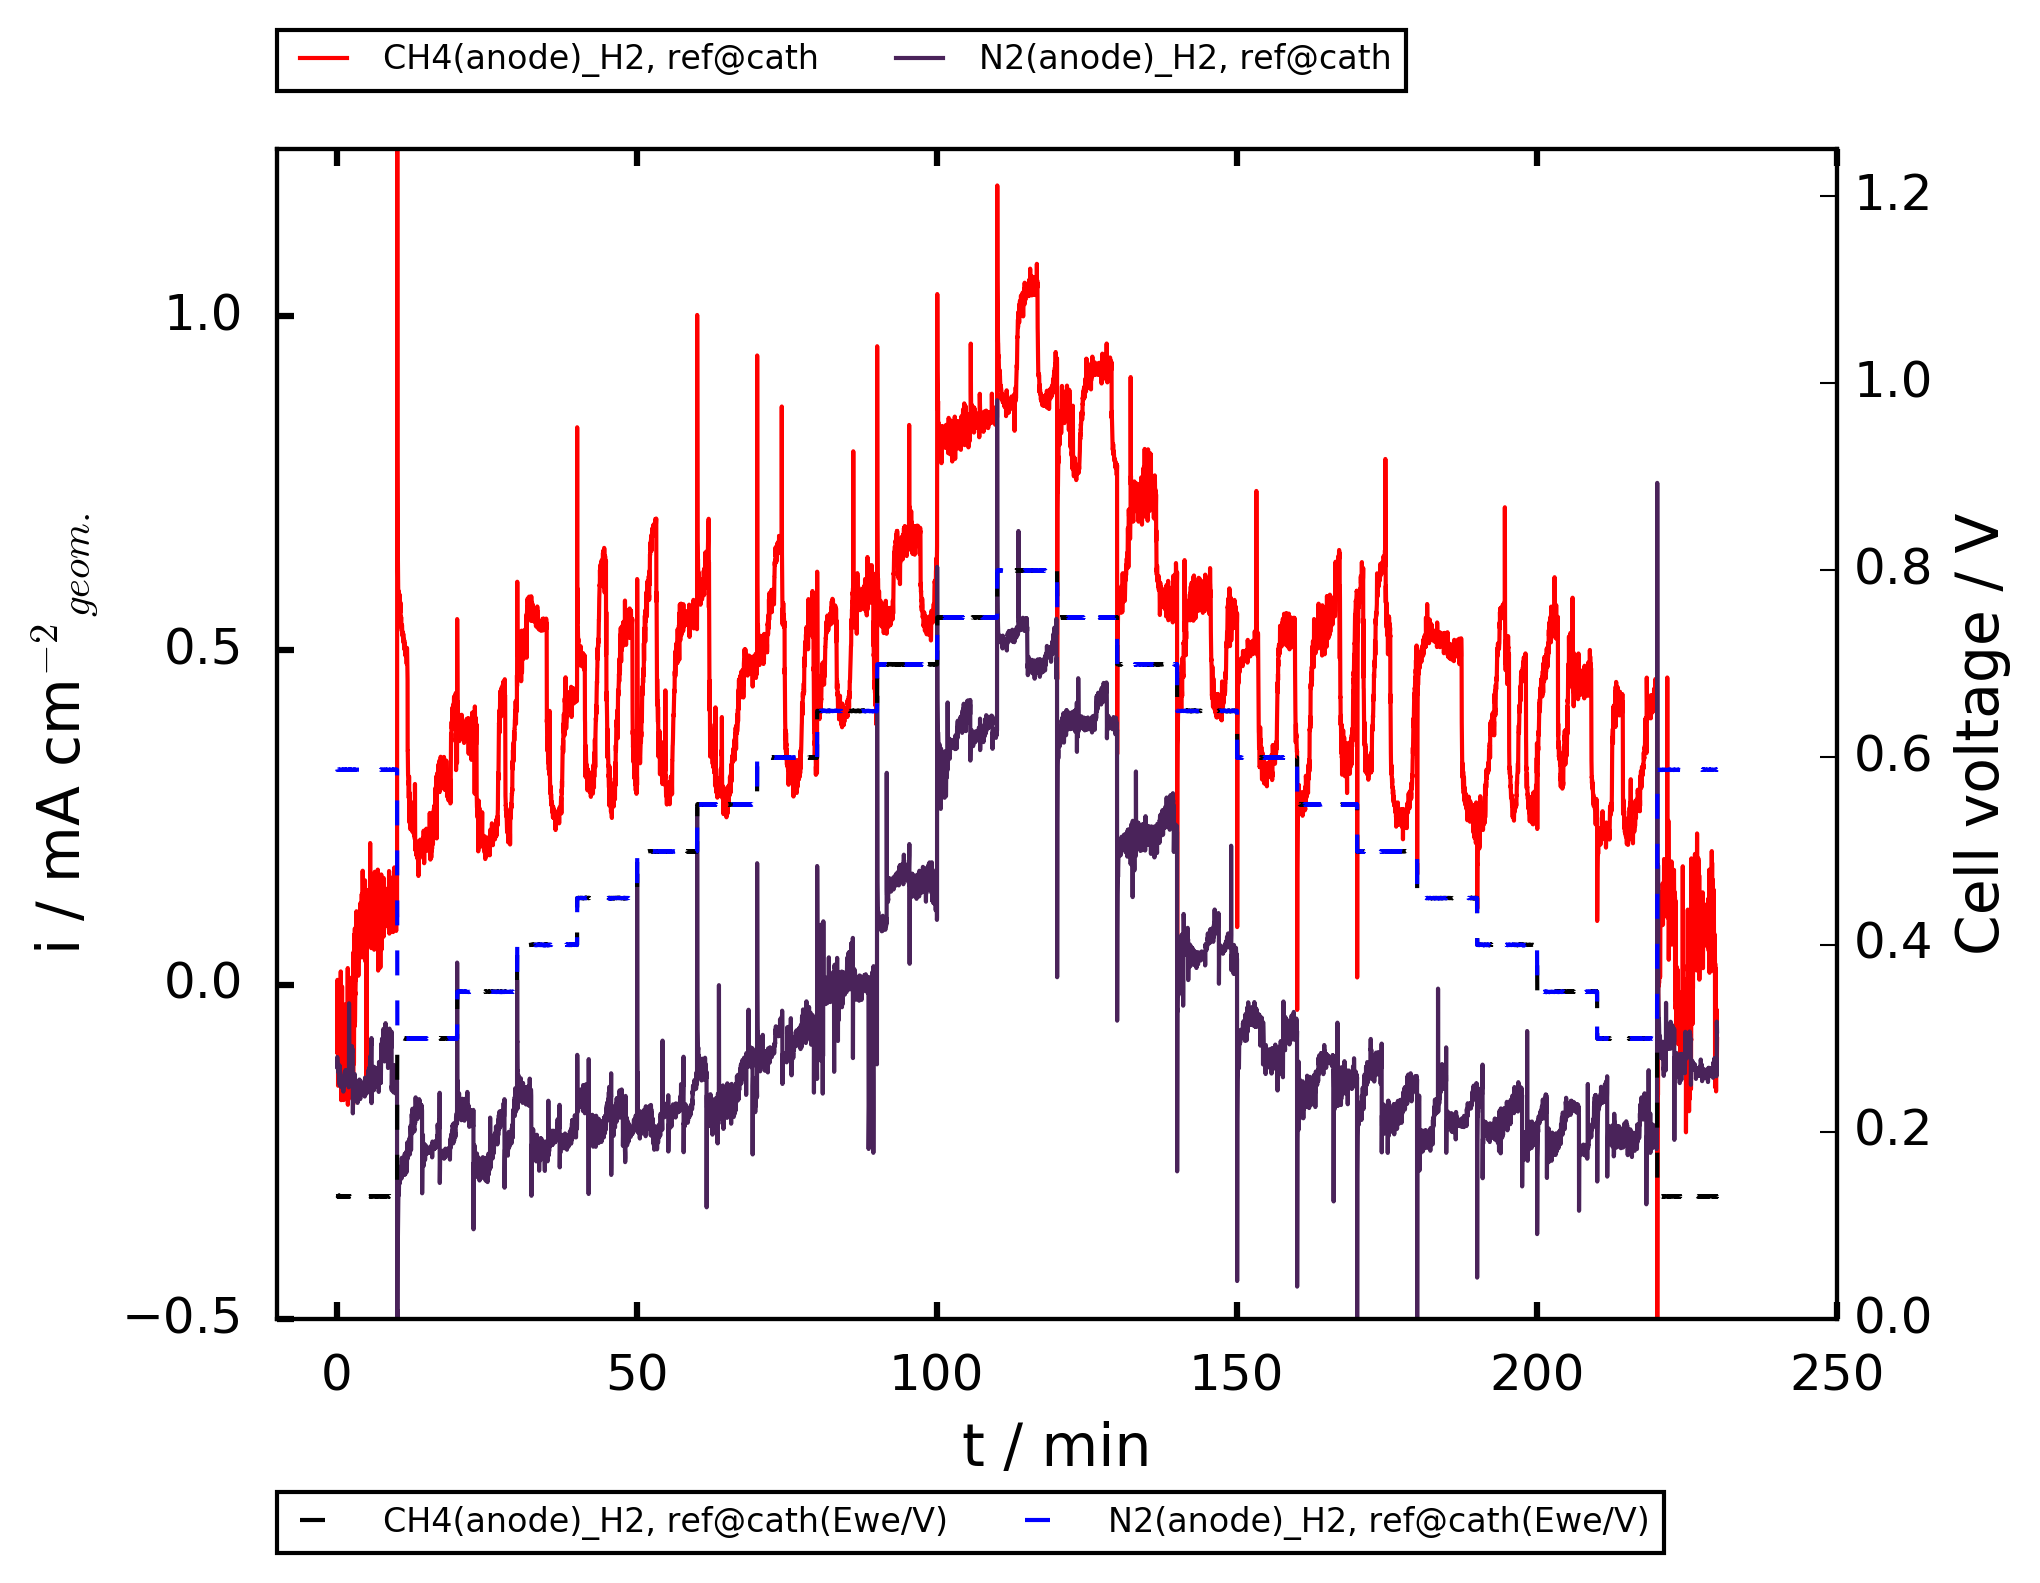 CH4(anode)_H2, ref@cath N2(anode)_H2, ref@cath
1.0
0.5
0.0
−0.5
i / mA cm⁻² geom.
1.2
1.0
0.8
0.6
0.4
0.2
0.0
Cell voltage / V
0 50 100 150 200 250
t / min
CH4(anode)_H2, ref@cath(Ewe/V) N2(anode)_H2, ref@cath(Ewe/V)